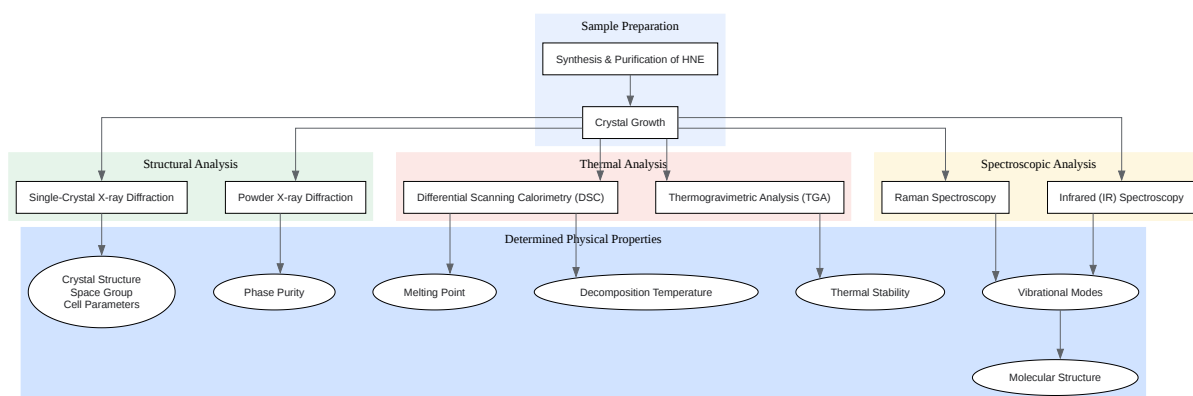 Sample Preparation
Synthesis & Purification of HNE
Crystal Growth
Structural Analysis
Thermal Analysis
Spectroscopic Analysis
Single-Crystal X-ray Diffraction
Powder X-ray Diffraction
Differential Scanning Calorimetry (DSC)
Thermogravimetric Analysis (TGA)
Raman Spectroscopy
Infrared (IR) Spectroscopy
Determined Physical Properties
Crystal Structure
Space Group
Cell Parameters
Phase Purity
Melting Point
Decomposition Temperature
Thermal Stability
Vibrational Modes
Molecular Structure